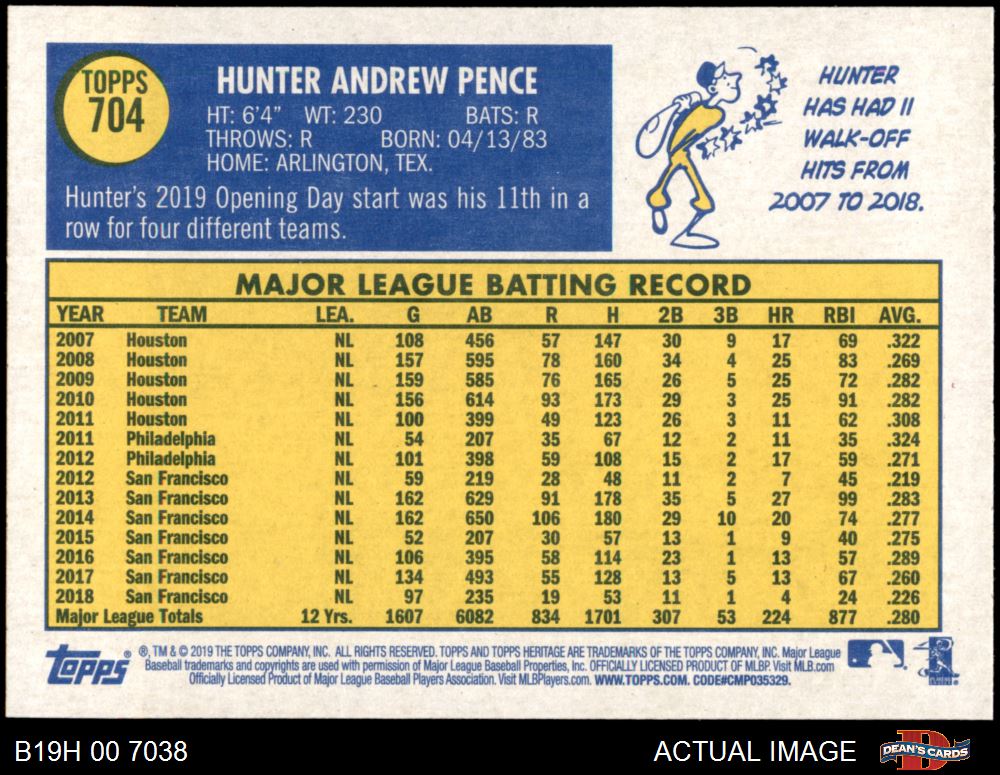 TOPPS
704
HUNTER ANDREW PENCE
HT: 6'4" WT: 230 BATS: R
THROWS: R BORN: 04/13/83
HOME: ARLINGTON, TEX.
Hunter's 2019 Opening Day start was his 11th in a
row for four different teams.
HUNTER
HAS HAD 11
WALK-OFF
HITS FROM
2007 TO 2018.
MAJOR LEAGUE BATTING RECORD
YEAR TEAM LEA. G AB R H 2B 3B HR RBI AVG.
2007 Houston NL 108 456 57 147 30 9 17 69 .322
2008 Houston NL 157 595 78 160 34 4 25 83 .269
2009 Houston NL 159 585 76 165 26 5 25 72 .282
2010 Houston NL 156 614 93 173 29 3 25 91 .282
2011 Houston NL 100 399 49 123 26 3 11 62 .308
2011 Philadelphia NL 54 207 35 67 12 2 11 35 .324
2012 Philadelphia NL 101 398 59 108 15 2 17 59 .271
2012 San Francisco NL 59 219 28 48 11 2 7 45 .219
2013 San Francisco NL 162 629 91 178 35 5 27 99 .283
2014 San Francisco NL 162 650 106 180 29 10 20 74 .277
2015 San Francisco NL 52 207 30 57 13 1 9 40 .275
2016 San Francisco NL 106 395 58 114 23 1 13 57 .289
2017 San Francisco NL 134 493 55 128 13 5 13 67 .260
2018 San Francisco NL 97 235 19 53 11 1 4 24 .226
Major League Totals 12 Yrs. 1607 6082 834 1701 307 53 224 877 .280
Topps ® ®, TM & © 2019 THE TOPPS COMPANY, INC. ALL RIGHTS RESERVED. TOPPS AND TOPPS HERITAGE ARE TRADEMARKS OF THE TOPPS COMPANY, INC. Major League
Baseball trademarks and copyrights are used with permission of Major League Baseball Properties, Inc. OFFICIALLY LICENSED PRODUCT OF MLBP. Visit MLB.com
Officially Licensed Product of Major League Baseball Players Association. Visit MLBPlayers.com. WWW.TOPPS.COM. CODE#CMP035329.
B19H 00 7038
ACTUAL IMAGE
DEAN'S CARDS